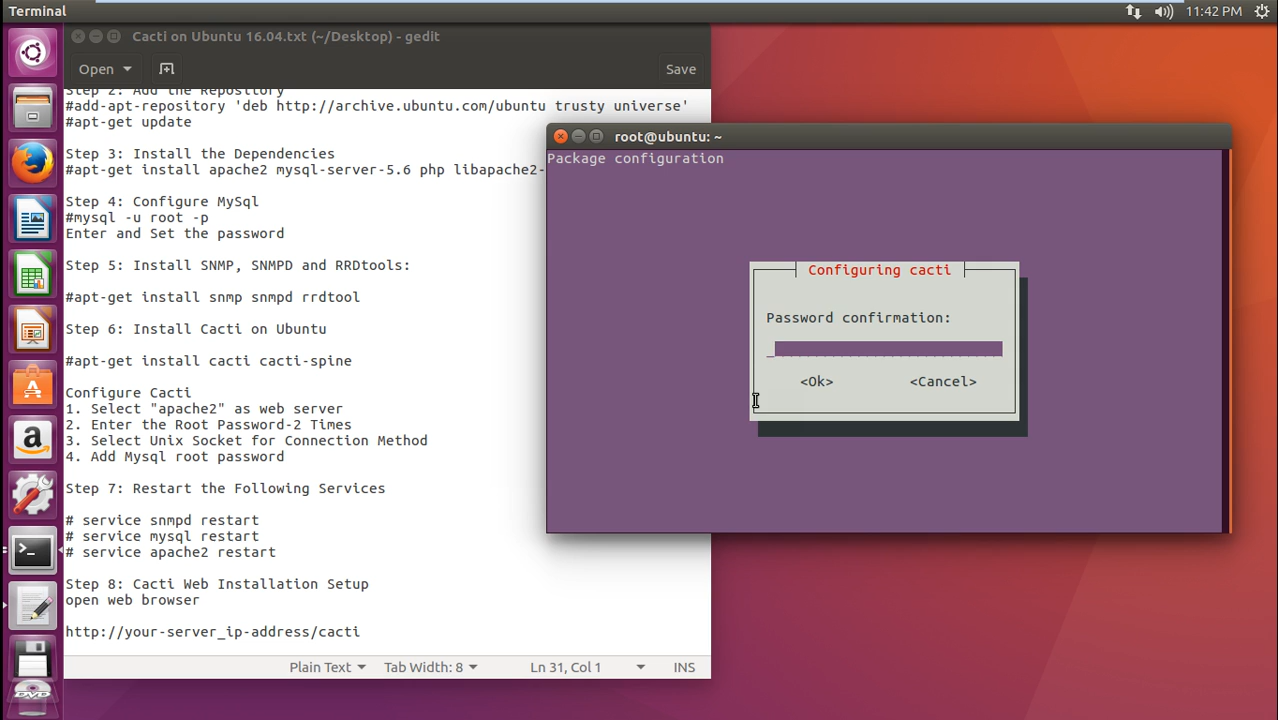 Terminal
11:42 PM
Cacti on Ubuntu 16.04.txt (~/Desktop) - gedit
Open
Save
Step 2: Add the Repository
#add-apt-repository 'deb http://archive.ubuntu.com/ubuntu trusty universe'
#apt-get update
Step 3: Install the Dependencies
#apt-get install apache2 mysql-server-5.6 php libapache2-
Step 4: Configure MySql
#mysql -u root -p
Enter and Set the password
Step 5: Install SNMP, SNMPD and RRDtools:
#apt-get install snmp snmpd rrdtool
Step 6: Install Cacti on Ubuntu
#apt-get install cacti cacti-spine
Configure Cacti
1. Select "apache2" as web server
2. Enter the Root Password-2 Times
3. Select Unix Socket for Connection Method
4. Add Mysql root password
Step 7: Restart the Following Services
# service snmpd restart
# service mysql restart
# service apache2 restart
Step 8: Cacti Web Installation Setup
open web browser
http://your-server_ip-address/cacti
Plain Text
Tab Width: 8
Ln 31, Col 1
INS
root@ubuntu: ~
Package configuration
Configuring cacti
Password confirmation:
<Ok>
<Cancel>